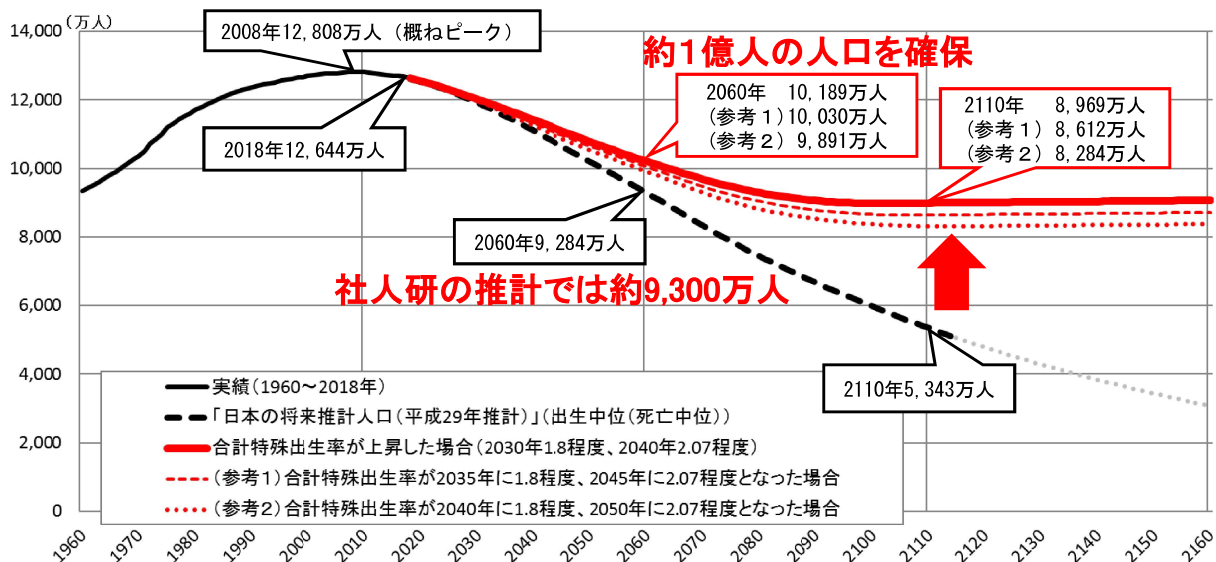 (万人)
14,000
12,000
10,000
8,000
6,000
4,000
2,000
0
2008年12,808万人（概ねピーク）
2018年12,644万人
約１億人の人口を確保
2060年　10,189万人
(参考１)10,030万人
(参考２) 9,891万人
2110年　8,969万人
(参考１) 8,612万人
(参考２) 8,284万人
2060年9,284万人
社人研の推計では約9,300万人
2110年5,343万人
実績(1960～2018年)
「日本の将来推計人口(平成29年推計)」(出生中位(死亡中位))
合計特殊出生率が上昇した場合(2030年1.8程度、2040年2.07程度)
(参考１)合計特殊出生率が2035年に1.8程度、2045年に2.07程度となった場合
(参考２)合計特殊出生率が2040年に1.8程度、2050年に2.07程度となった場合
1960
1970
1980
1990
2000
2010
2020
2030
2040
2050
2060
2070
2080
2090
2100
2110
2120
2130
2140
2150
2160